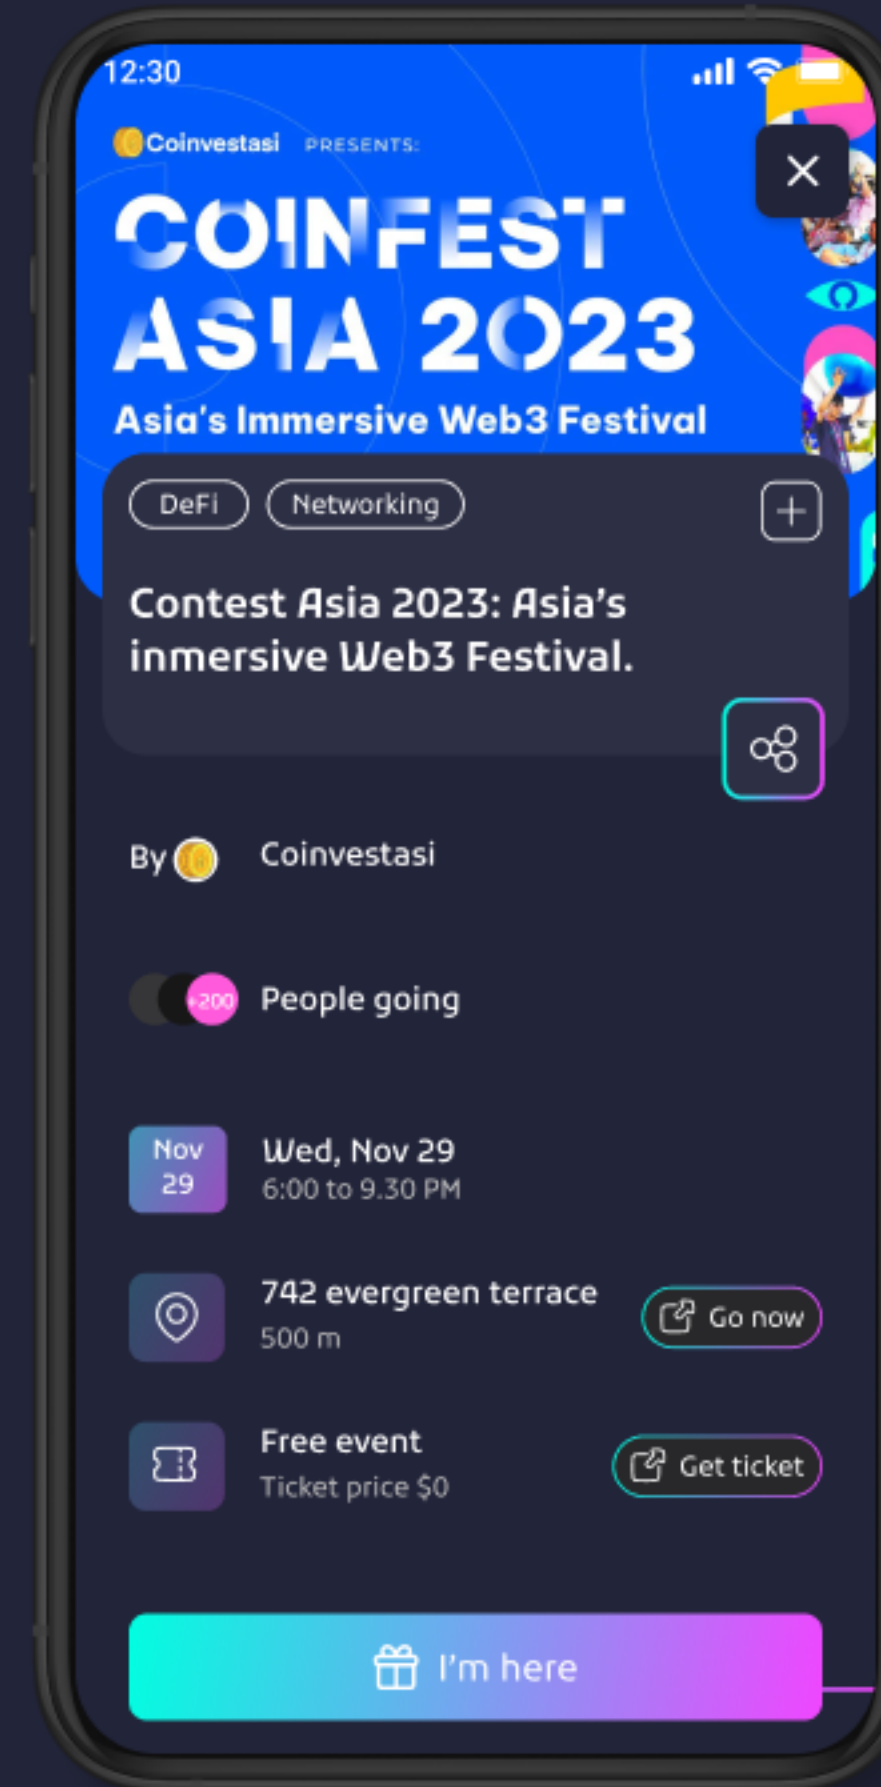 12:30
Coinvestasi PRESENTS:
COINFEST
ASIA 2023
Asia's Immersive Web3 Festival
DeFi Networking
Contest Asia 2023: Asia's
inmersive Web3 Festival.
By Coinvestasi
+200 People going
Nov
29
Wed, Nov 29
6:00 to 9.30 PM
742 evergreen terrace
500 m
Go now
Free event
Ticket price $0
Get ticket
I'm here